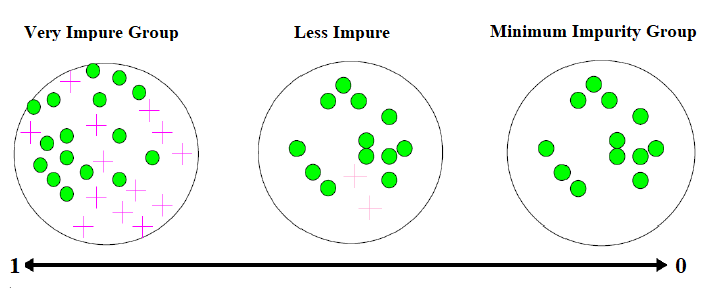 Very Impure Group
Less Impure
Minimum Impurity Group
1
0